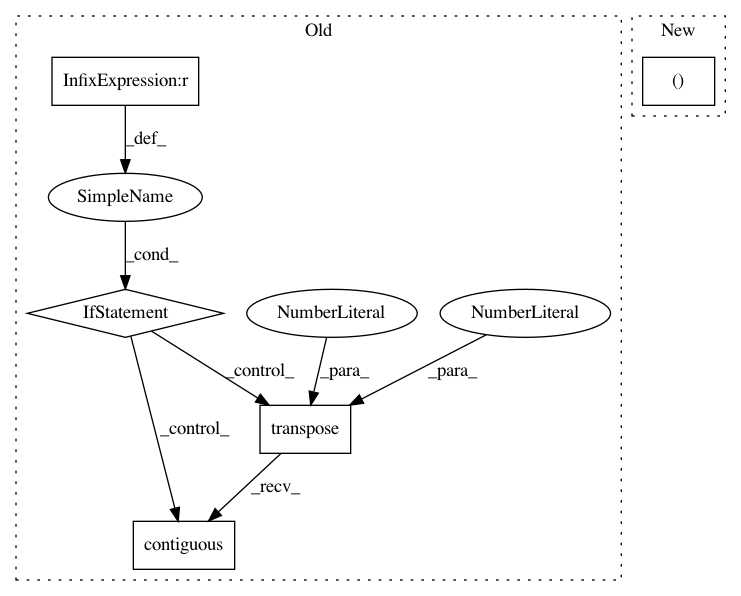 Old
New
InfixExpression:r
()
_def_
SimpleName
_cond_
IfStatement
NumberLiteral
NumberLiteral
_control_
_para_
_para_
_control_
transpose
_recv_
contiguous